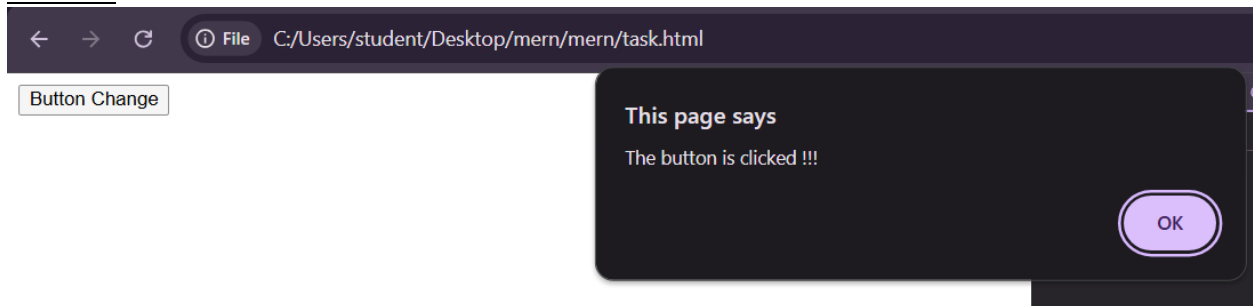 File C:/Users/student/Desktop/mern/mern/task.html
Button Change
This page says
The button is clicked !!!
OK